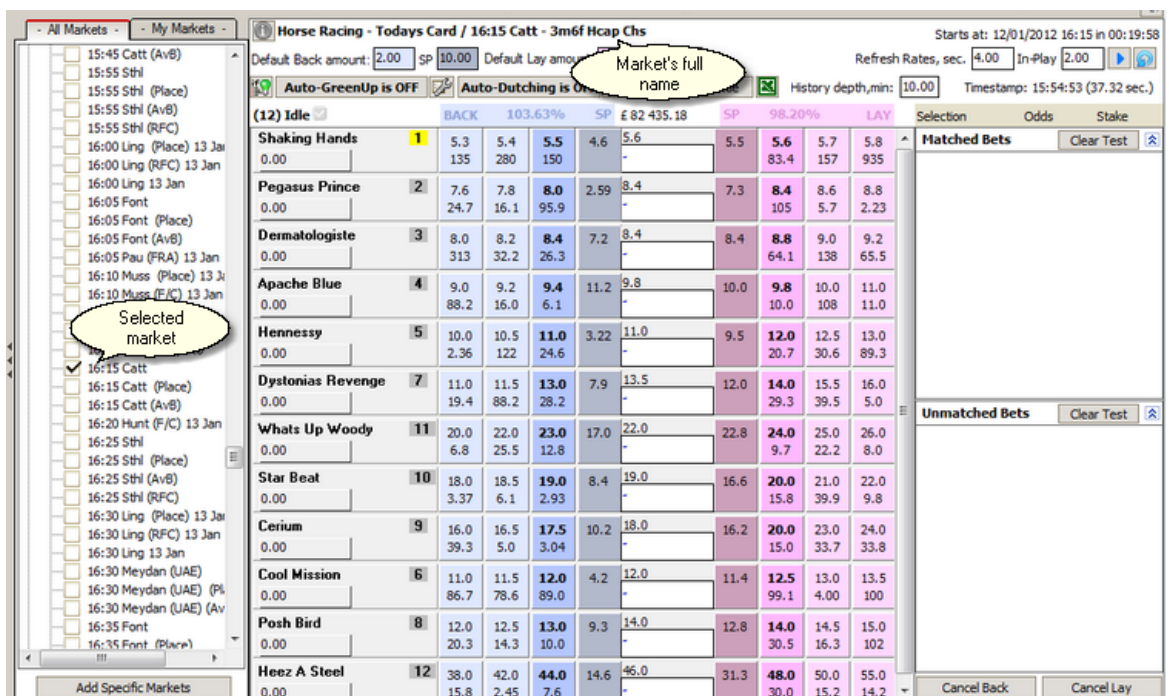 - All Markets -
- My Markets -
15:45 Catt (AvB)
15:55 Sthl
15:55 Sthl (Place)
15:55 Sthl (AvB)
15:55 Sthl (RFC)
16:00 Ling (Place) 13 Jan
16:00 Ling (RFC) 13 Jan
16:00 Ling 13 Jan
16:05 Font
16:05 Font (Place)
16:05 Font (AvB)
16:05 Pau (FRA) 13 Jan
16:10 Muss (Place) 13 Ja
16:10 Muss (F/C) 13 Jan
Selected
market
16:15 Catt
16:15 Catt (Place)
16:15 Catt (AvB)
16:20 Hunt (F/C) 13 Jan
16:25 Sthl
16:25 Sthl (Place)
16:25 Sthl (AvB)
16:25 Sthl (RFC)
16:30 Ling (Place) 13 Jan
16:30 Ling (RFC) 13 Jan
16:30 Ling 13 Jan
16:30 Meydan (UAE)
16:30 Meydan (UAE) (Pl
16:30 Meydan (UAE) (Av
16:35 Font
16:35 Font (Place)
Add Specific Markets
Horse Racing - Todays Card / 16:15 Catt - 3m6f Hcap Chs
Starts at: 12/01/2012 16:15 in 00:19:58
Default Back amount: 2.00 SP 10.00 Default Lay amou
Market's full
name
Refresh Rates, sec. 4.00 In-Play 2.00
Auto-GreenUp is OFF Auto-Dutching is O
History depth,min: 10.00 Timestamp: 15:54:53 (37.32 sec.)
(12) Idle BACK 103.63% SP £ 82 435.18 SP 98.20% LAY
Selection Odds Stake
Shaking Hands 1 5.3 5.4 5.5 4.6 5.6 5.5 5.6 5.7 5.8
0.00 135 280 150 - 83.4 157 935
Matched Bets Clear Test
Pegasus Prince 2 7.6 7.8 8.0 2.59 8.4 7.3 8.4 8.6 8.8
0.00 24.7 16.1 95.9 - 105 5.7 2.23
Dermatologiste 3 8.0 8.2 8.4 7.2 8.4 8.4 8.8 9.0 9.2
0.00 313 32.2 26.3 - 64.1 138 65.5
Apache Blue 4 9.0 9.2 9.4 11.2 9.8 10.0 9.8 10.0 11.0
0.00 88.2 16.0 6.1 - 10.0 108 11.0
Hennessy 5 10.0 10.5 11.0 3.22 11.0 9.5 12.0 12.5 13.0
0.00 2.36 122 24.6 - 20.7 30.6 89.3
Dystonias Revenge 7 11.0 11.5 13.0 7.9 13.5 12.0 14.0 15.5 16.0
0.00 19.4 88.2 28.2 - 29.3 39.5 5.0
Unmatched Bets Clear Test
Whats Up Woody 11 20.0 22.0 23.0 17.0 22.0 22.8 24.0 25.0 26.0
0.00 6.8 25.5 12.8 - 9.7 22.2 8.0
Star Beat 10 18.0 18.5 19.0 8.4 19.0 16.6 20.0 21.0 22.0
0.00 3.37 6.1 2.93 - 15.8 39.9 9.8
Cerium 9 16.0 16.5 17.5 10.2 18.0 16.2 20.0 23.0 24.0
0.00 39.3 5.0 3.04 - 15.0 33.7 33.8
Cool Mission 6 11.0 11.5 12.0 4.2 12.0 11.4 12.5 13.0 13.5
0.00 86.7 78.6 89.0 - 99.1 4.00 100
Posh Bird 8 12.0 12.5 13.0 9.3 14.0 12.8 14.0 14.5 15.0
0.00 20.3 14.3 10.0 - 30.5 16.3 102
Heez A Steel 12 38.0 42.0 44.0 14.6 46.0 31.3 48.0 50.0 55.0
0.00 15.8 2.45 7.6 - 30.0 15.2 14.2
Cancel Back Cancel Lay